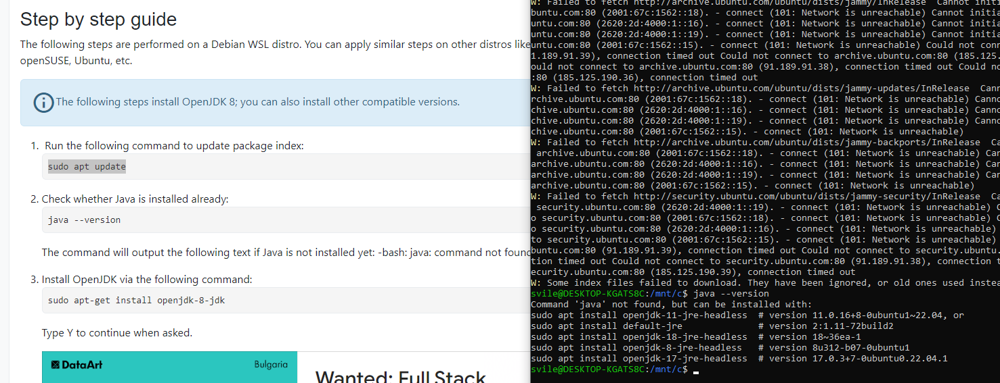 Step by step guide
The following steps are performed on a Debian WSL distro. You can apply similar steps on other distros like
openSUSE, Ubuntu, etc.
The following steps install OpenJDK 8; you can also install other compatible versions.
1. Run the following command to update package index:
sudo apt update
2. Check whether Java is installed already:
java --version
The command will output the following text if Java is not installed yet: -bash: java: command not found
3. Install OpenJDK via the following command:
sudo apt-get install openjdk-8-jdk
Type Y to continue when asked.
DataArt
Bulgaria
Wanted: Full Stack
W: Failed to fetch http://archive.ubuntu.com/ubuntu/dists/jammy/InRelease  Cannot initi
buntu.com:80 (2001:67c:1562::18). - connect (101: Network is unreachable) Cannot initia
untu.com:80 (2620:2d:4000:1::16). - connect (101: Network is unreachable) Cannot initia
untu.com:80 (2620:2d:4000:1::19). - connect (101: Network is unreachable) Cannot initia
untu.com:80 (2001:67c:1562::15). - connect (101: Network is unreachable) Could not conn
1.189.91.39), connection timed out Could not connect to archive.ubuntu.com:80 (185.125.
ould not connect to archive.ubuntu.com:80 (91.189.91.38), connection timed out Could no
:80 (185.125.190.36), connection timed out
W: Failed to fetch http://archive.ubuntu.com/ubuntu/dists/jammy-updates/InRelease  Cann
rchive.ubuntu.com:80 (2001:67c:1562::18). - connect (101: Network is unreachable) Canno
chive.ubuntu.com:80 (2620:2d:4000:1::16). - connect (101: Network is unreachable) Canno
chive.ubuntu.com:80 (2620:2d:4000:1::19). - connect (101: Network is unreachable) Canno
chive.ubuntu.com:80 (2001:67c:1562::15). - connect (101: Network is unreachable)
W: Failed to fetch http://archive.ubuntu.com/ubuntu/dists/jammy-backports/InRelease  Ca
archive.ubuntu.com:80 (2001:67c:1562::18). - connect (101: Network is unreachable) Can
archive.ubuntu.com:80 (2620:2d:4000:1::16). - connect (101: Network is unreachable) Can
archive.ubuntu.com:80 (2620:2d:4000:1::19). - connect (101: Network is unreachable) Can
archive.ubuntu.com:80 (2001:67c:1562::15). - connect (101: Network is unreachable)
W: Failed to fetch http://security.ubuntu.com/ubuntu/dists/jammy-security/InRelease  Ca
security.ubuntu.com:80 (2620:2d:4000:1::19). - connect (101: Network is unreachable) C
o security.ubuntu.com:80 (2001:67c:1562::18). - connect (101: Network is unreachable)
o security.ubuntu.com:80 (2620:2d:4000:1::16). - connect (101: Network is unreachable)
to security.ubuntu.com:80 (2001:67c:1562::15). - connect (101: Network is unreachable)
buntu.com:80 (91.189.91.39), connection timed out Could not connect to security.ubuntu.
tion timed out Could not connect to security.ubuntu.com:80 (91.189.91.38), connection t
ecurity.ubuntu.com:80 (185.125.190.39), connection timed out
W: Some index files failed to download. They have been ignored, or old ones used instea
svile@DESKTOP-KGATS8C:/mnt/c$ java --version
Command 'java' not found, but can be installed with:
sudo apt install openjdk-11-jre-headless  # version 11.0.16+8-0ubuntu1~22.04, or
sudo apt install default-jre              # version 2:1.11-72build2
sudo apt install openjdk-18-jre-headless  # version 18~36ea-1
sudo apt install openjdk-8-jre-headless   # version 8u312-b07-0ubuntu1
sudo apt install openjdk-17-jre-headless  # version 17.0.3+7-0ubuntu0.22.04.1
svile@DESKTOP-KGATS8C:/mnt/c$